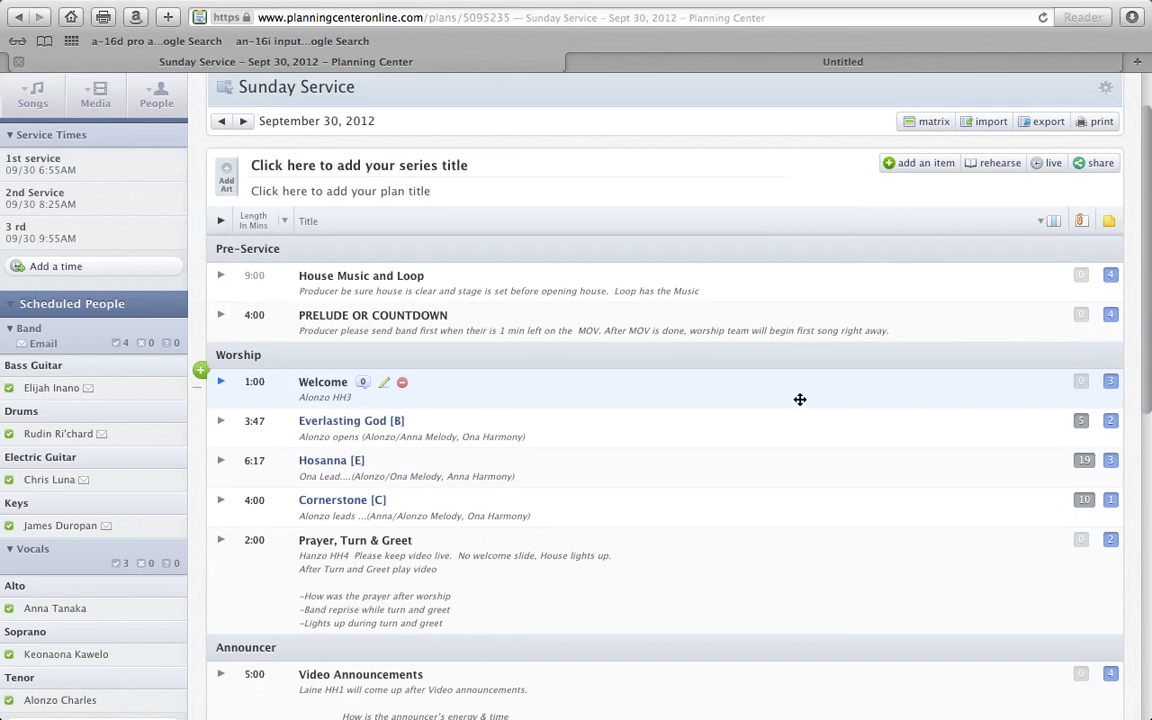 https www.planningcenteronline.com/plans/5095235 — Sunday Service – Sept 30, 2012 – Planning Center
Reader
a-16d pro a...ogle Search
an-16i input...ogle Search
Sunday Service – Sept 30, 2012 – Planning Center
Untitled
Songs
Media
People
Service Times
1st service
09/30 6:55AM
2nd Service
09/30 8:25AM
3 rd
09/30 9:55AM
Add a time
Scheduled People
Band
Email
4
0
0
Bass Guitar
Elijah Inano
Drums
Rudin Ri'chard
Electric Guitar
Chris Luna
Keys
James Duropan
Vocals
3
0
0
Alto
Anna Tanaka
Soprano
Keonaona Kawelo
Tenor
Alonzo Charles
Sunday Service
September 30, 2012
matrix
import
export
print
Add Art
Click here to add your series title
add an item
rehearse
live
share
Click here to add your plan title
Length
In Mins
Title
Pre-Service
9:00 House Music and Loop 0 4
Producer be sure house is clear and stage is set before opening house. Loop has the Music
4:00 PRELUDE OR COUNTDOWN 0 4
Producer please send band first when their is 1 min left on the MOV. After MOV is done, worship team will begin first song right away.
Worship
1:00 Welcome 0 0 3
Alonzo HH3
3:47 Everlasting God [B] 5 2
Alonzo opens (Alonzo/Anna Melody, Ona Harmony)
6:17 Hosanna [E] 19 3
Ona Lead....(Alonzo/Ona Melody, Anna Harmony)
4:00 Cornerstone [C] 10 1
Alonzo leads ...(Anna/Alonzo Melody, Ona Harmony)
2:00 Prayer, Turn & Greet 0 2
Hanzo HH4 Please keep video live. No welcome slide, House lights up.
After Turn and Greet play video
-How was the prayer after worship
-Band reprise while turn and greet
-Lights up during turn and greet
Announcer
5:00 Video Announcements 0 4
Laine HH1 will come up after Video announcements.
How is the announcer's energy & time